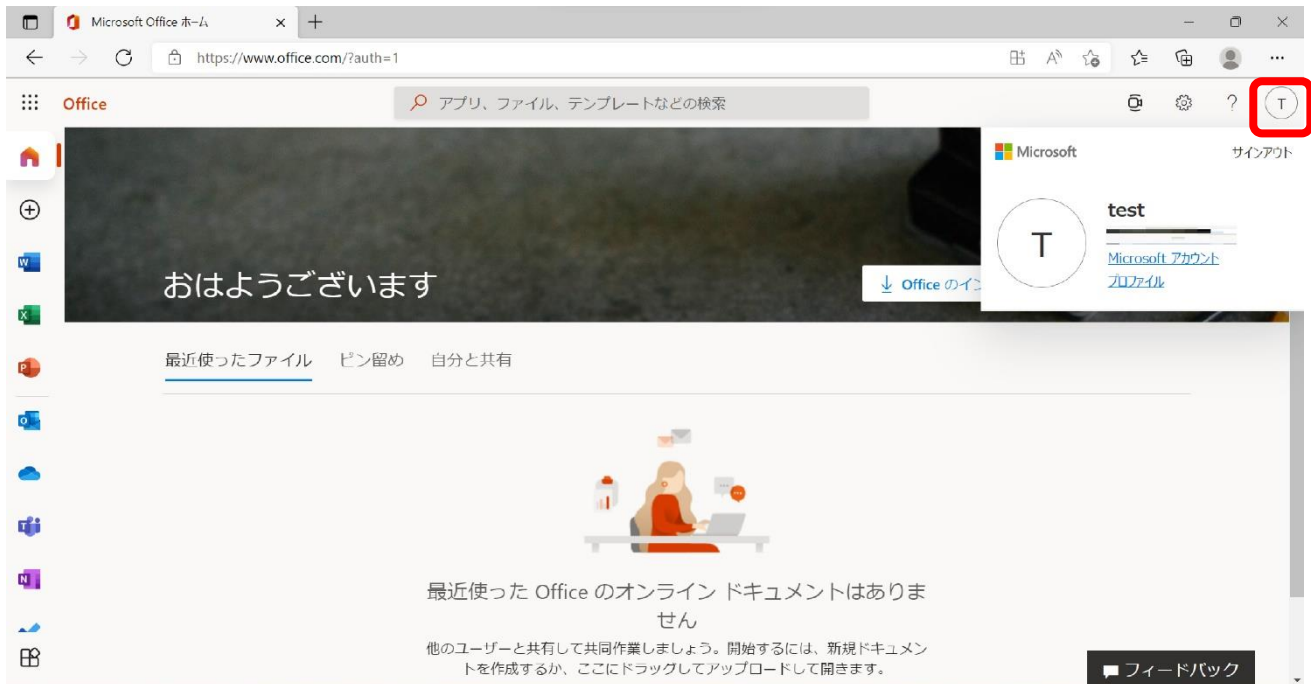 Microsoft Office ホーム
https://www.office.com/?auth=1
Office
アプリ、ファイル、テンプレートなどの検索
T
Microsoft
サインアウト
T
test
Microsoft アカウント
プロファイル
おはようございます
Office のイン
最近使ったファイル ピン留め 自分と共有
最近使った Office のオンライン ドキュメントはありま
せん
他のユーザーと共有して共同作業しましょう。開始するには、新規ドキュメン
トを作成するか、ここにドラッグしてアップロードして開きます。
フィードバック